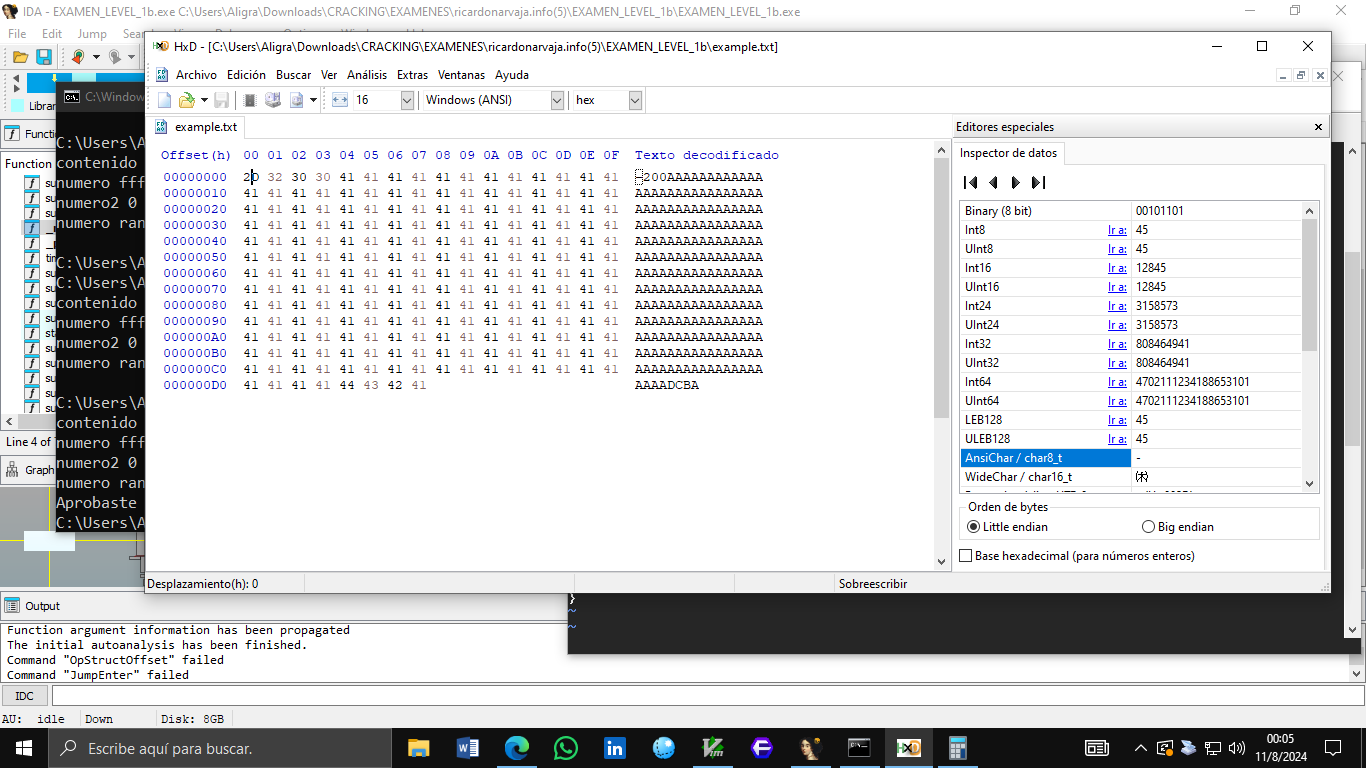 IDA - EXAMEN_LEVEL_1b.exe C:\Users\Aligra\Downloads\CRACKING\EXAMENES\ricardonarvaja.info(5)\EXAMEN_LEVEL_1b\EXAMEN_LEVEL_1b.exe
File Edit Jump Sear
HxD - [C:\Users\Aligra\Downloads\CRACKING\EXAMENES\ricardonarvaja.info(5)\EXAMEN_LEVEL_1b\example.txt]
Archivo Edición Buscar Ver Análisis Extras Ventanas Ayuda
16 Windows (ANSI) hex
example.txt
Offset(h) 00 01 02 03 04 05 06 07 08 09 0A 0B 0C 0D 0E 0F Texto decodificado
00000000 2D 32 30 30 41 41 41 41 41 41 41 41 41 41 41 41 -200AAAAAAAAAAAA
00000010 41 41 41 41 41 41 41 41 41 41 41 41 41 41 41 41 AAAAAAAAAAAAAAAA
00000020 41 41 41 41 41 41 41 41 41 41 41 41 41 41 41 41 AAAAAAAAAAAAAAAA
00000030 41 41 41 41 41 41 41 41 41 41 41 41 41 41 41 41 AAAAAAAAAAAAAAAA
00000040 41 41 41 41 41 41 41 41 41 41 41 41 41 41 41 41 AAAAAAAAAAAAAAAA
00000050 41 41 41 41 41 41 41 41 41 41 41 41 41 41 41 41 AAAAAAAAAAAAAAAA
00000060 41 41 41 41 41 41 41 41 41 41 41 41 41 41 41 41 AAAAAAAAAAAAAAAA
00000070 41 41 41 41 41 41 41 41 41 41 41 41 41 41 41 41 AAAAAAAAAAAAAAAA
00000080 41 41 41 41 41 41 41 41 41 41 41 41 41 41 41 41 AAAAAAAAAAAAAAAA
00000090 41 41 41 41 41 41 41 41 41 41 41 41 41 41 41 41 AAAAAAAAAAAAAAAA
000000A0 41 41 41 41 41 41 41 41 41 41 41 41 41 41 41 41 AAAAAAAAAAAAAAAA
000000B0 41 41 41 41 41 41 41 41 41 41 41 41 41 41 41 41 AAAAAAAAAAAAAAAA
000000C0 41 41 41 41 41 41 41 41 41 41 41 41 41 41 41 41 AAAAAAAAAAAAAAAA
000000D0 41 41 41 41 44 43 42 41 AAAADCBA
Desplazamiento(h): 0 Sobreescribir
Editores especiales
Inspector de datos
Binary (8 bit) 00101101
Int8 Ir a: 45
UInt8 Ir a: 45
Int16 Ir a: 12845
UInt16 Ir a: 12845
Int24 Ir a: 3158573
UInt24 Ir a: 3158573
Int32 Ir a: 808464941
UInt32 Ir a: 808464941
Int64 Ir a: 4702111234188653101
UInt64 Ir a: 4702111234188653101
LEB128 Ir a: 45
ULEB128 Ir a: 45
AnsiChar / char8_t -
WideChar / char16_t ㈭
Orden de bytes
Little endian Big endian
Base hexadecimal (para números enteros)
Librar
Functi
Function
su
su
su
_
_
tin
su
su
su
su
sta
su
su
su
su
su
Line 4 of
Graph
C:\Window
C:\Users\A
contenido
numero fff
numero2 0
numero ran
C:\Users\A
C:\Users\A
contenido
numero fff
numero2 0
numero ran
C:\Users\A
contenido
numero fff
numero2 0
numero ran
Aprobaste
C:\Users\A
}
~
~
Output
Function argument information has been propagated
The initial autoanalysis has been finished.
Command "OpStructOffset" failed
Command "JumpEnter" failed
IDC
AU: idle Down Disk: 8GB
Escribe aquí para buscar.
00:05
11/8/2024